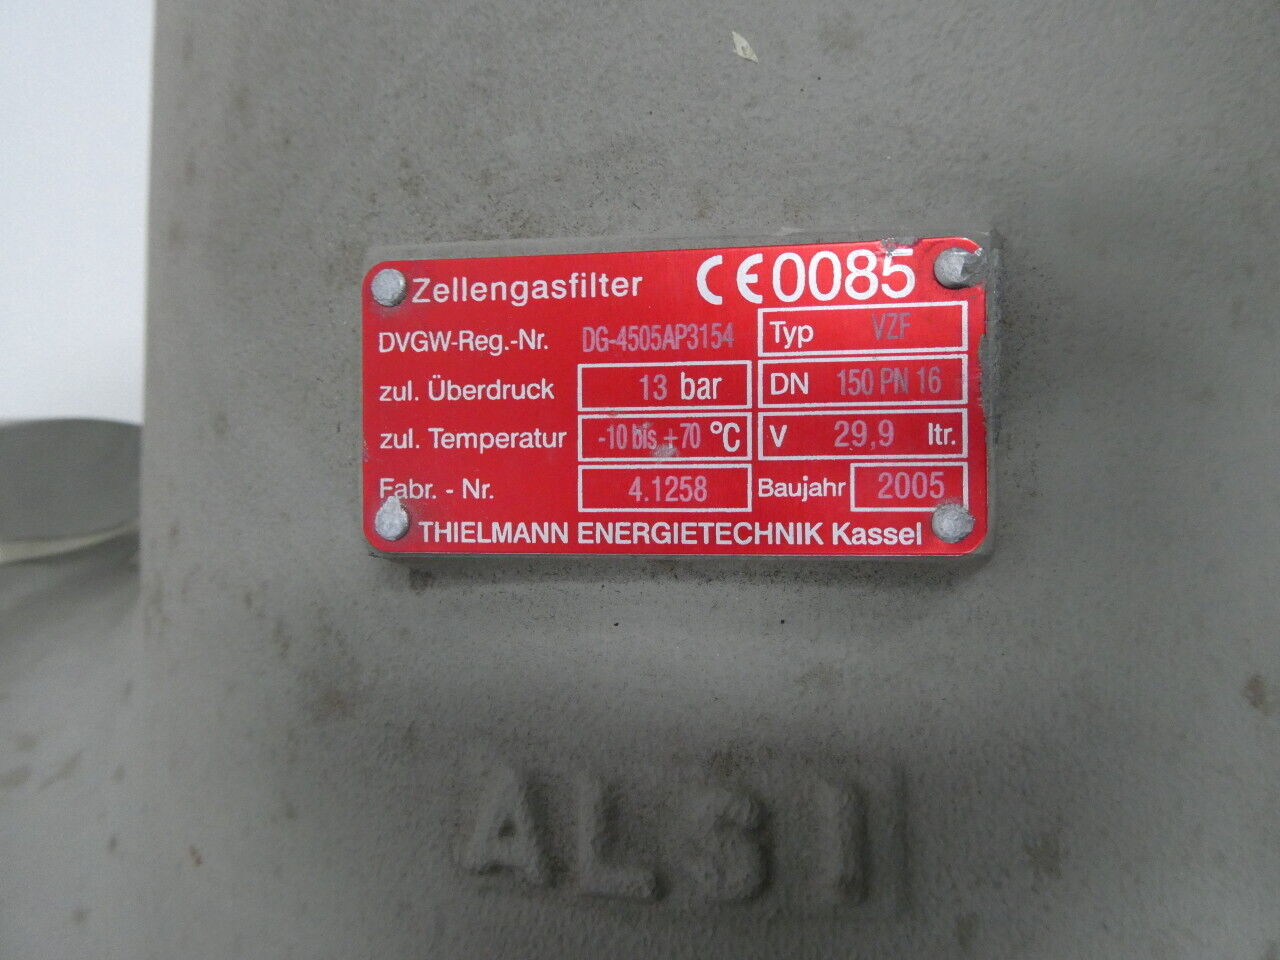 Zellengasfilter CE0085
DVGW-Reg.-Nr. DG-4505AP3154 Typ VZF
zul. Überdruck 13 bar DN 150 PN 16
zul. Temperatur -10 bis +70 °C V 29,9 ltr.
Fabr. - Nr. 4.1258 Baujahr 2005
THIELMANN ENERGIETECHNIK Kassel
ALSI